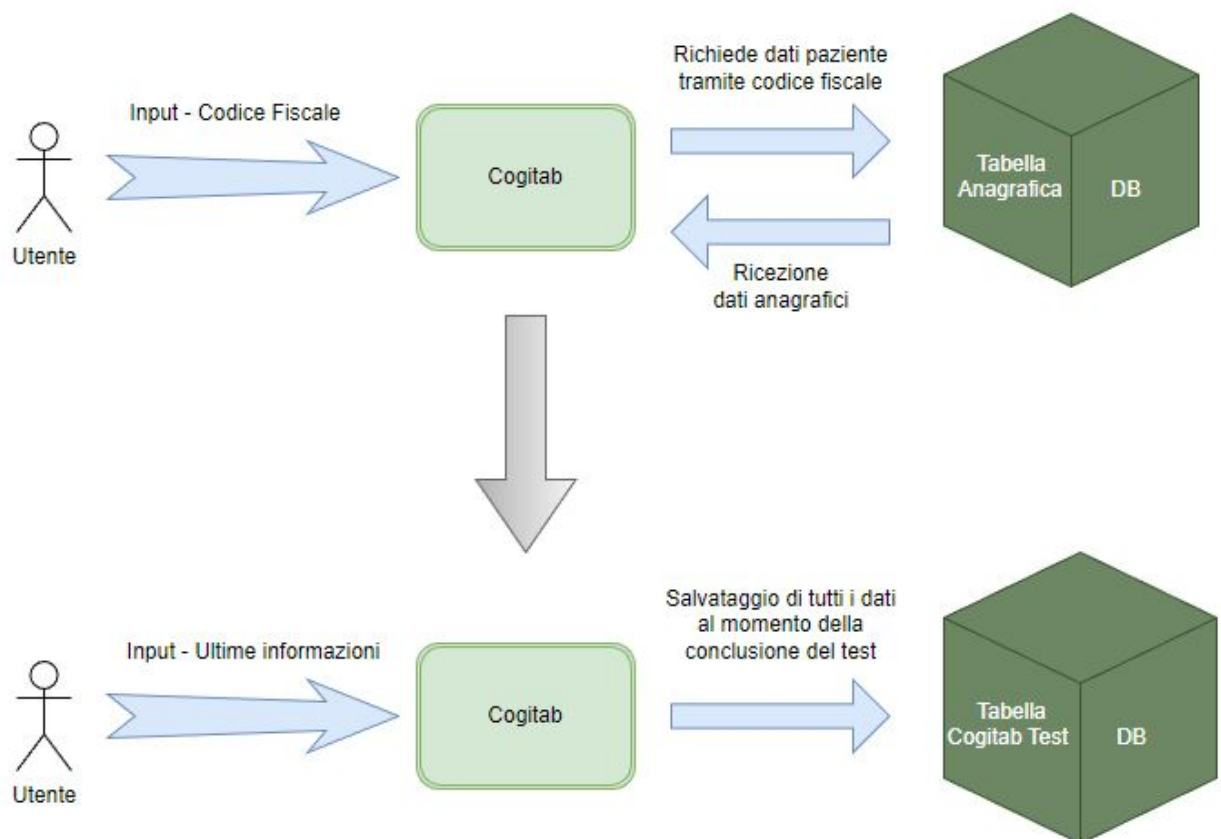 Richiede dati paziente
tramite codice fiscale
Input - Codice Fiscale
Cogitab
Tabella
Anagrafica
DB
Utente
Ricezione
dati anagrafici
Salvataggio di tutti i dati
al momento della
conclusione del test
Input - Ultime informazioni
Cogitab
Tabella
Cogitab Test
DB
Utente